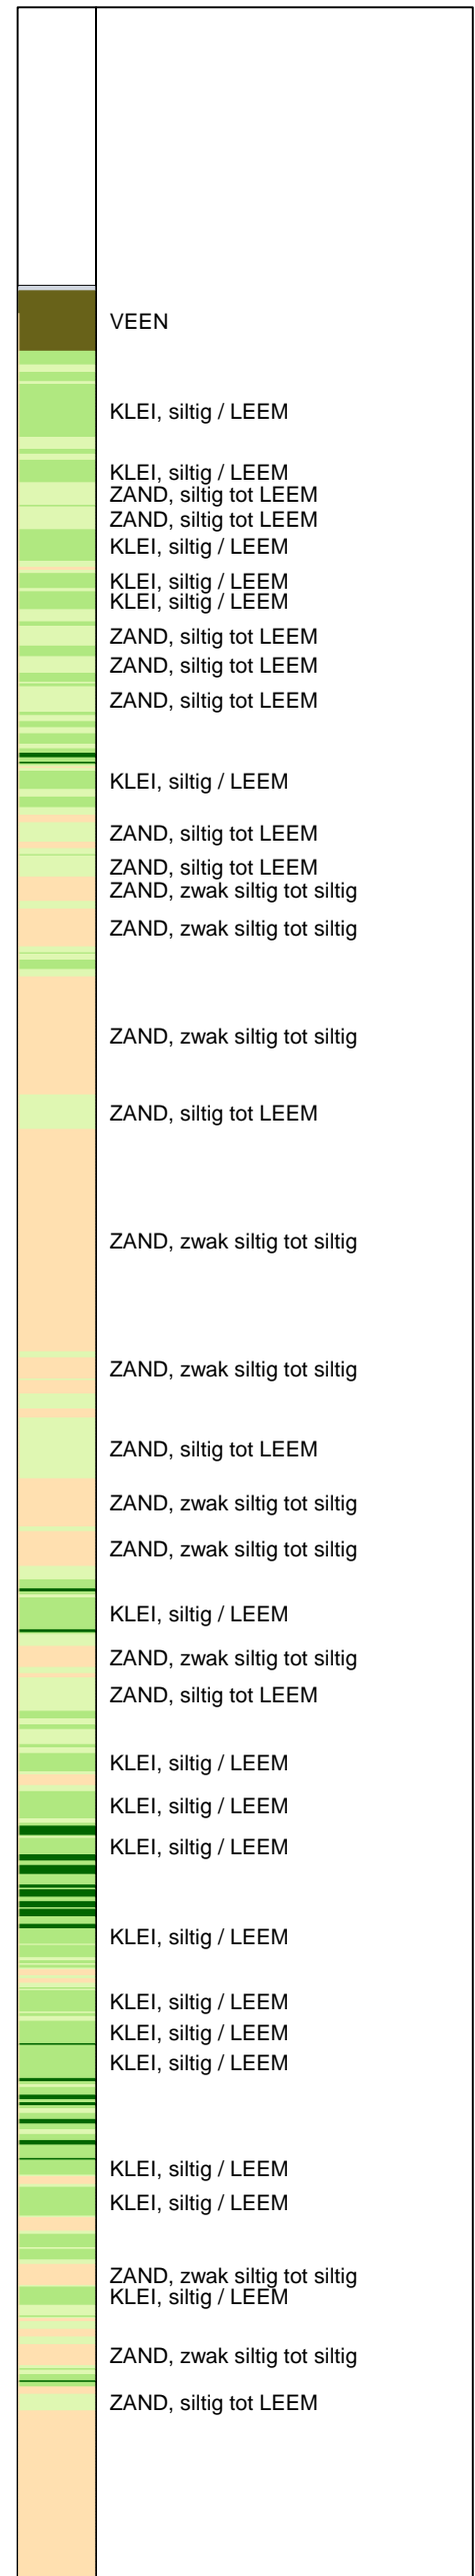 VEEN
KLEI, siltig / LEEM
KLEI, siltig / LEEM
ZAND, siltig tot LEEM
ZAND, siltig tot LEEM
KLEI, siltig / LEEM
KLEI, siltig / LEEM
KLEI, siltig / LEEM
ZAND, siltig tot LEEM
ZAND, siltig tot LEEM
ZAND, siltig tot LEEM
KLEI, siltig / LEEM
ZAND, siltig tot LEEM
ZAND, siltig tot LEEM
ZAND, zwak siltig tot siltig
ZAND, zwak siltig tot siltig
ZAND, zwak siltig tot siltig
ZAND, siltig tot LEEM
ZAND, zwak siltig tot siltig
ZAND, zwak siltig tot siltig
ZAND, siltig tot LEEM
ZAND, zwak siltig tot siltig
ZAND, zwak siltig tot siltig
KLEI, siltig / LEEM
ZAND, zwak siltig tot siltig
ZAND, siltig tot LEEM
KLEI, siltig / LEEM
KLEI, siltig / LEEM
KLEI, siltig / LEEM
KLEI, siltig / LEEM
KLEI, siltig / LEEM
KLEI, siltig / LEEM
KLEI, siltig / LEEM
KLEI, siltig / LEEM
KLEI, siltig / LEEM
ZAND, zwak siltig tot siltig
KLEI, siltig / LEEM
ZAND, zwak siltig tot siltig
ZAND, siltig tot LEEM